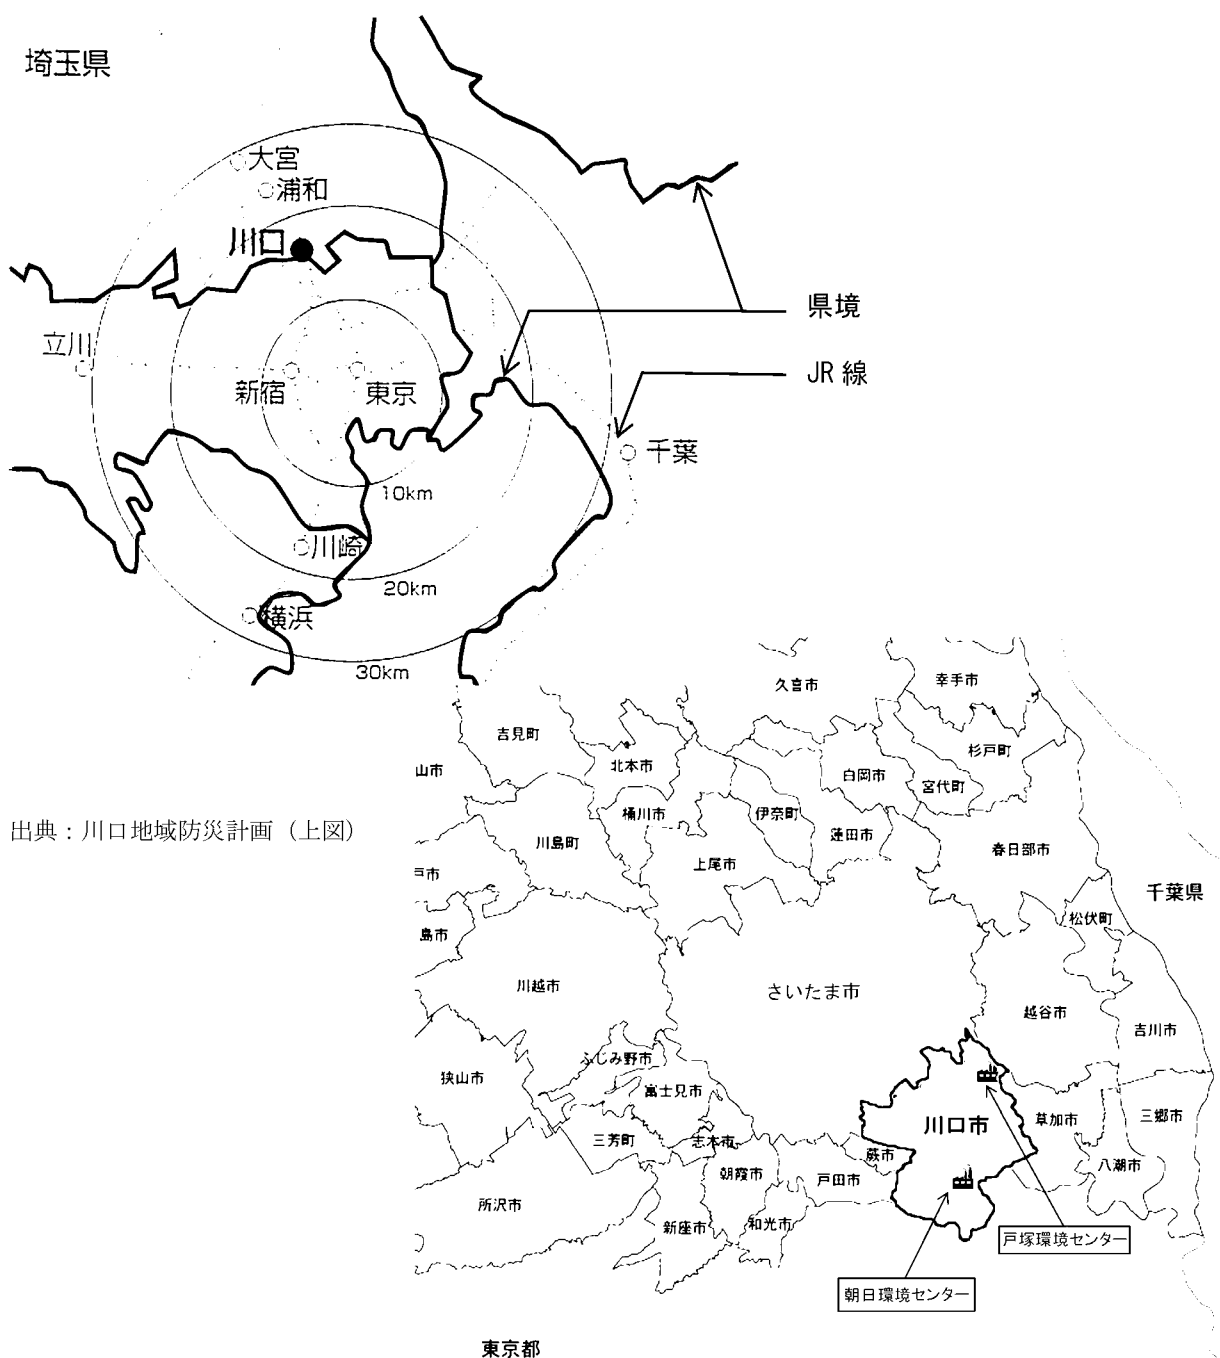 埼玉県
大宮
浦和
川口
県境
立川
JR 線
新宿
東京
千葉
10km
川崎
20km
横浜
30km
久喜市
幸手市
吉見町
杉戸町
北本市
山市
白岡市
宮代町
桶川市
伊奈町
出典：川口地域防災計画（上図）
川島町
蓮田市
上尾市
春日部市
戸市
千葉県
松伏町
島市
川越市
さいたま市
越谷市
吉川市
ふじみ野市
狭山市
富士見市
三芳町
志木市
川口市
草加市
三郷市
蕨市
八潮市
朝霞市
戸田市
所沢市
新座市
和光市
戸塚環境センター
朝日環境センター
東京都